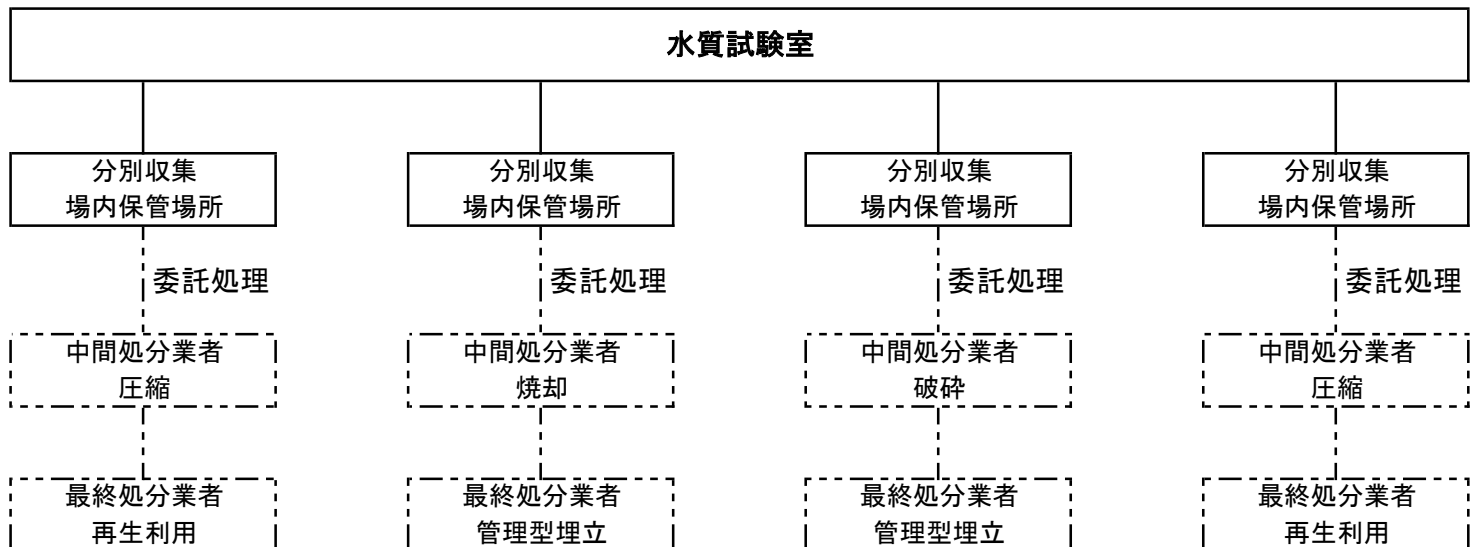 水質試験室
分別収集
場内保管場所
分別収集
場内保管場所
分別収集
場内保管場所
分別収集
場内保管場所
委託処理
委託処理
委託処理
委託処理
中間処分業者
圧縮
中間処分業者
焼却
中間処分業者
破砕
中間処分業者
圧縮
最終処分業者
再生利用
最終処分業者
管理型埋立
最終処分業者
管理型埋立
最終処分業者
再生利用